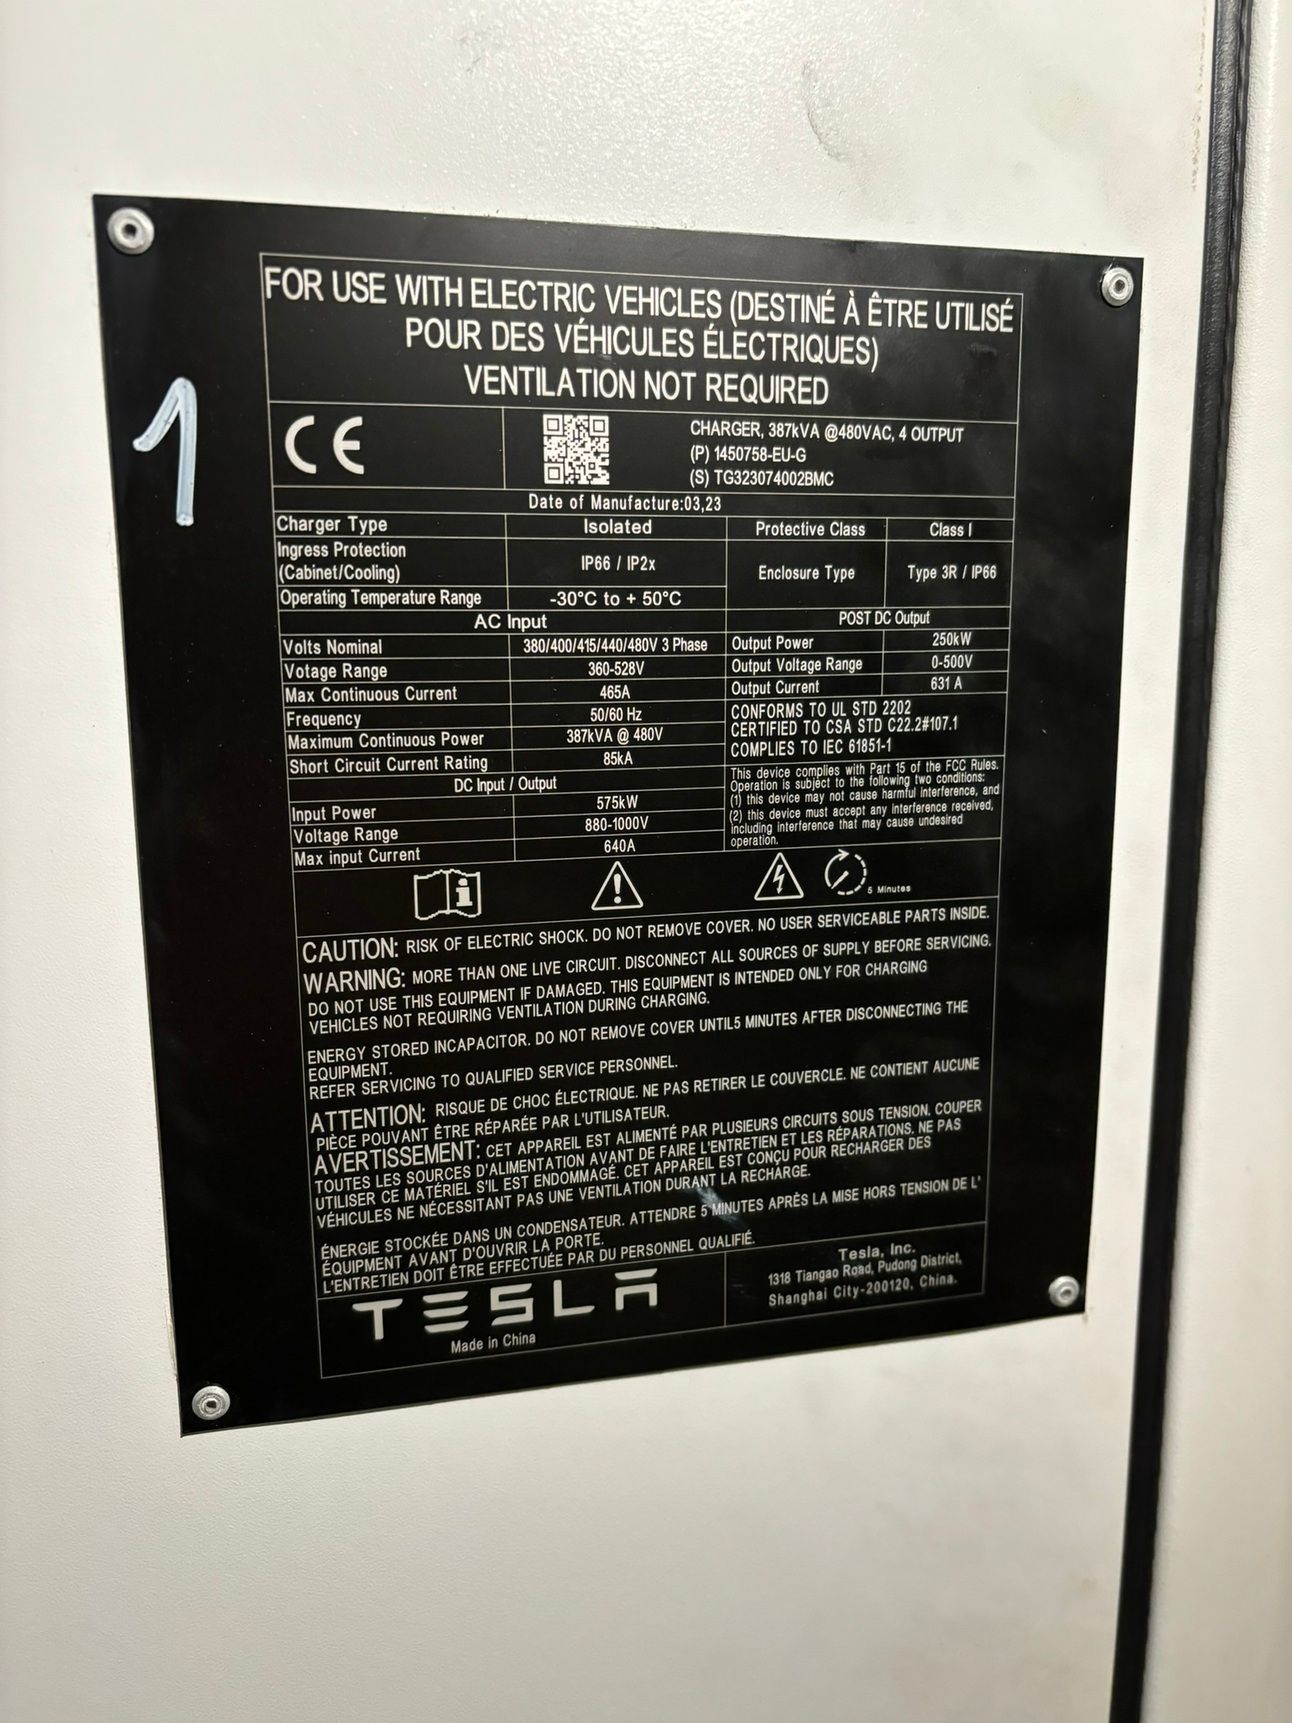 1
FOR USE WITH ELECTRIC VEHICLES (DESTINÉ À ÊTRE UTILISÉ
POUR DES VÉHICULES ÉLECTRIQUES)
VENTILATION NOT REQUIRED
CE
CHARGER, 387kVA @480VAC, 4 OUTPUT
(P) 1450758-EU-G
(S) TG323074002BMC
Date of Manufacture:03,23
Charger Type Isolated Protective Class Class I
Ingress Protection
(Cabinet/Cooling) IP66 / IP2x Enclosure Type Type 3R / IP66
Operating Temperature Range -30°C to + 50°C
AC Input
Volts Nominal 380/400/415/440/480V 3 Phase
Votage Range 360-528V
Max Continuous Current 465A
Frequency 50/60 Hz
Maximum Continuous Power 387kVA @ 480V
Short Circuit Current Rating 85kA
DC Input / Output
Input Power 575kW
Voltage Range 880-1000V
Max input Current 640A
POST DC Output
Output Power 250kW
Output Voltage Range 0-500V
Output Current 631 A
CONFORMS TO UL STD 2202
CERTIFIED TO CSA STD C22.2#107.1
COMPLIES TO IEC 61851-1
This device complies with Part 15 of the FCC Rules.
Operation is subject to the following two conditions:
(1) this device may not cause harmful interference, and
(2) this device must accept any interference received,
including interference that may cause undesired
operation.
5 Minutes
CAUTION: RISK OF ELECTRIC SHOCK. DO NOT REMOVE COVER. NO USER SERVICEABLE PARTS INSIDE.
WARNING: MORE THAN ONE LIVE CIRCUIT. DISCONNECT ALL SOURCES OF SUPPLY BEFORE SERVICING.
DO NOT USE THIS EQUIPMENT IF DAMAGED. THIS EQUIPMENT IS INTENDED ONLY FOR CHARGING
VEHICLES NOT REQUIRING VENTILATION DURING CHARGING.
ENERGY STORED INCAPACITOR. DO NOT REMOVE COVER UNTIL5 MINUTES AFTER DISCONNECTING THE
EQUIPMENT.
REFER SERVICING TO QUALIFIED SERVICE PERSONNEL.
ATTENTION: RISQUE DE CHOC ÉLECTRIQUE. NE PAS RETIRER LE COUVERCLE. NE CONTIENT AUCUNE
PIÈCE POUVANT ÊTRE RÉPARÉE PAR L'UTILISATEUR.
AVERTISSEMENT: CET APPAREIL EST ALIMENTÉ PAR PLUSIEURS CIRCUITS SOUS TENSION. COUPER
TOUTES LES SOURCES D'ALIMENTATION AVANT DE FAIRE L'ENTRETIEN ET LES RÉPARATIONS. NE PAS
UTILISER CE MATÉRIEL S'IL EST ENDOMMAGÉ. CET APPAREIL EST CONÇU POUR RECHARGER DES
VÉHICULES NE NÉCESSITANT PAS UNE VENTILATION DURANT LA RECHARGE.
ÉNERGIE STOCKÉE DANS UN CONDENSATEUR. ATTENDRE 5 MINUTES APRÈS LA MISE HORS TENSION DE L'
ÉQUIPMENT AVANT D'OUVRIR LA PORTE.
L'ENTRETIEN DOIT ÊTRE EFFECTUÉE PAR DU PERSONNEL QUALIFIÉ.
TESLA
Made in China
Tesla, Inc.
1318 Tiangao Road, Pudong District,
Shanghai City-200120, China.